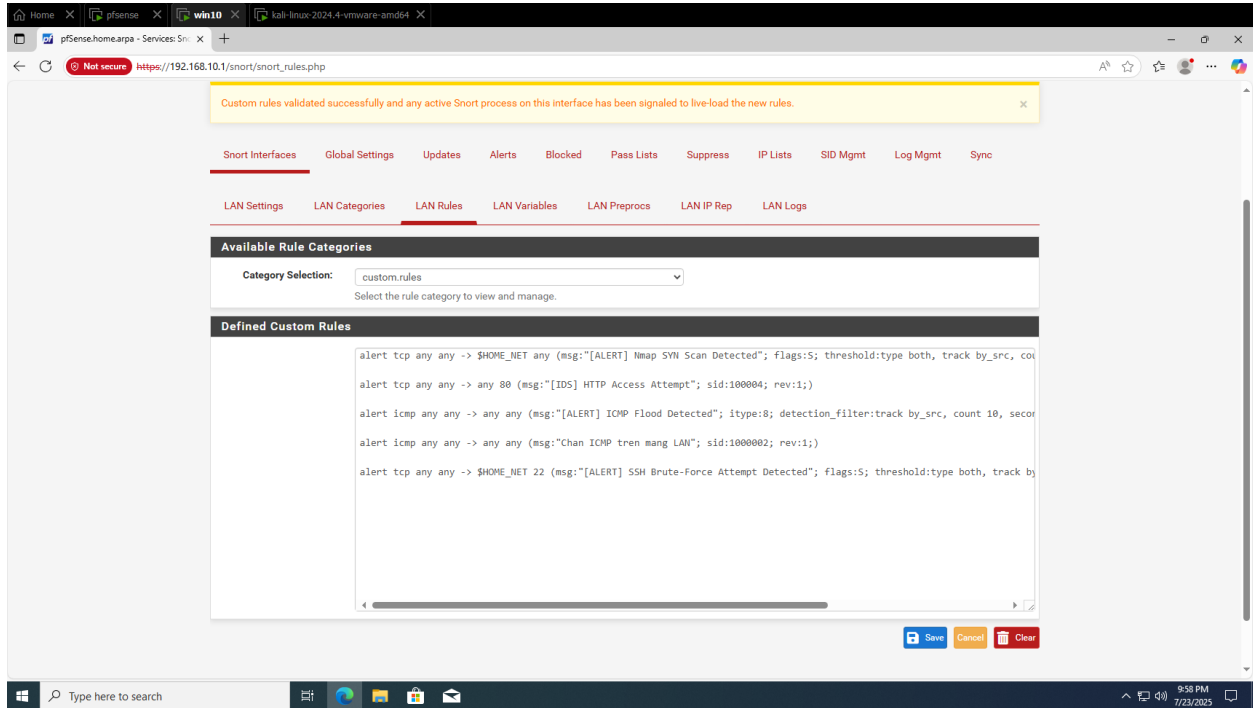 Home
pfsense
win10
kali-linux-2024.4-vmware-amd64
pfSense.home.arpa - Services: Sno
Not secure https://192.168.10.1/snort/snort_rules.php
Custom rules validated successfully and any active Snort process on this interface has been signaled to live-load the new rules.
Snort Interfaces Global Settings Updates Alerts Blocked Pass Lists Suppress IP Lists SID Mgmt Log Mgmt Sync
LAN Settings LAN Categories LAN Rules LAN Variables LAN Preprocs LAN IP Rep LAN Logs
Available Rule Categories
Category Selection: custom.rules
Select the rule category to view and manage.
Defined Custom Rules
alert tcp any any -> $HOME_NET any (msg:"[ALERT] Nmap SYN Scan Detected"; flags:S; threshold:type both, track by_src, cou
alert tcp any any -> any 80 (msg:"[IDS] HTTP Access Attempt"; sid:100004; rev:1;)
alert icmp any any -> any any (msg:"[ALERT] ICMP Flood Detected"; itype:8; detection_filter:track by_src, count 10, secon
alert icmp any any -> any any (msg:"Chan ICMP tren mang LAN"; sid:1000002; rev:1;)
alert tcp any any -> $HOME_NET 22 (msg:"[ALERT] SSH Brute-Force Attempt Detected"; flags:S; threshold:type both, track by
Save Cancel Clear
Type here to search
9:58 PM
7/23/2025